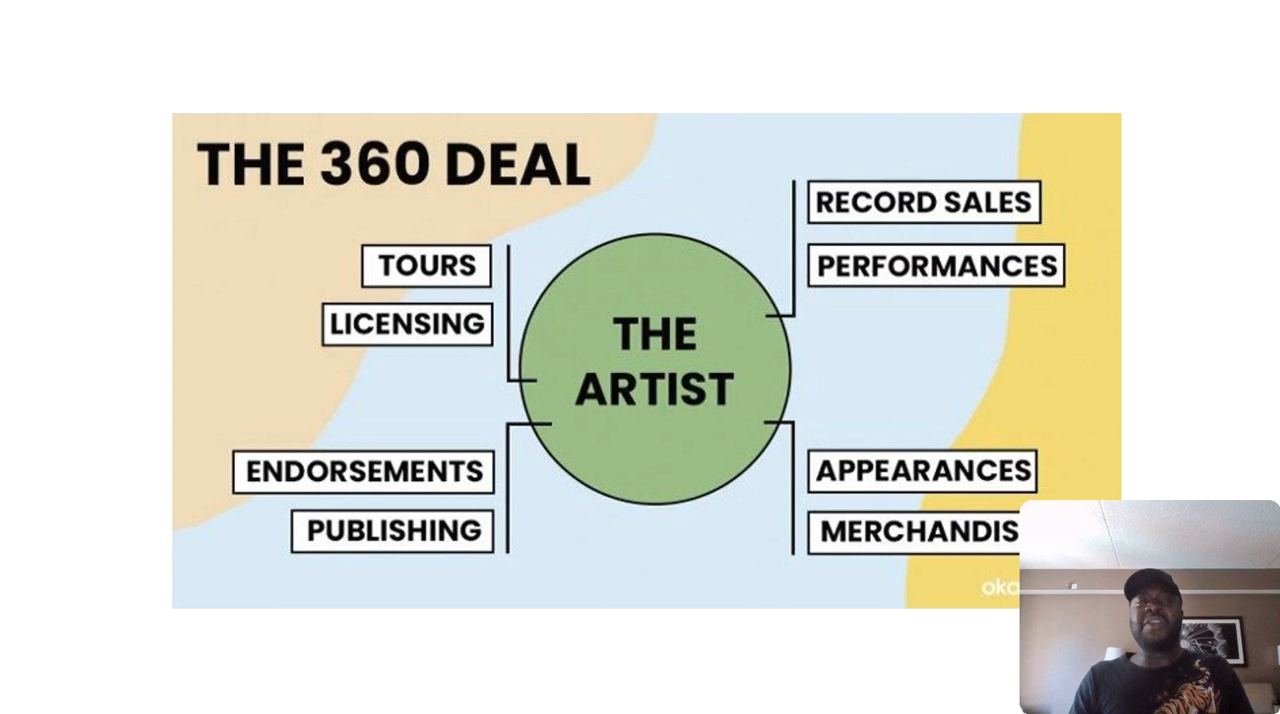 THE 360 DEAL
TOURS
LICENSING
ENDORSEMENTS
PUBLISHING
THE
ARTIST
RECORD SALES
PERFORMANCES
APPEARANCES